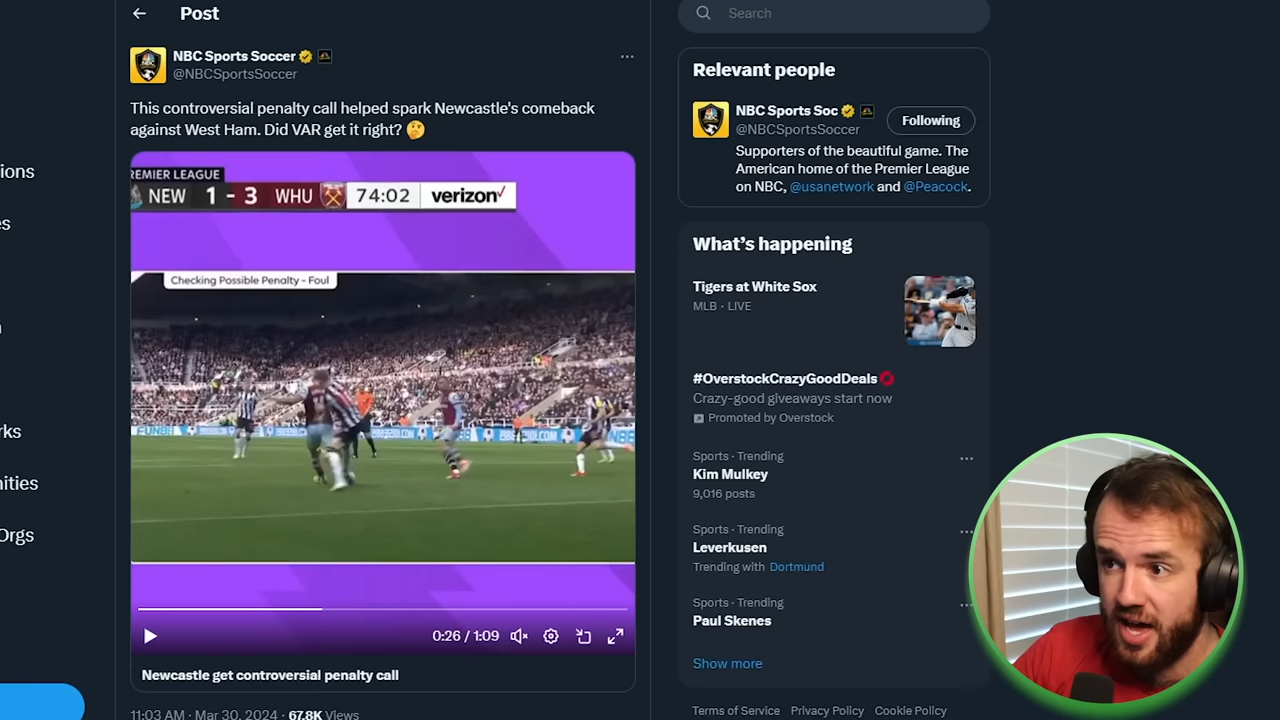 Post
Search
ions
es
rks
nities
Orgs
NBC Sports Soccer
@NBCSportsSoccer
This controversial penalty call helped spark Newcastle's comeback
against West Ham. Did VAR get it right? 🤔
REMIER LEAGUE
NEW 1 - 3 WHU 74:02 verizon
Checking Possible Penalty - Foul
FUN88
0:26 / 1:09
Newcastle get controversial penalty call
11:03 AM · Mar 30, 2024 · 67.8K Views
Relevant people
NBC Sports Soc
@NBCSportsSoccer
Following
Supporters of the beautiful game. The
American home of the Premier League
on NBC, @usanetwork and @Peacock.
What's happening
Tigers at White Sox
MLB · LIVE
#OverstockCrazyGoodDeals
Crazy-good giveaways start now
Promoted by Overstock
Sports · Trending
Kim Mulkey
9,016 posts
Sports · Trending
Leverkusen
Trending with Dortmund
Sports · Trending
Paul Skenes
Show more
Terms of Service Privacy Policy Cookie Policy